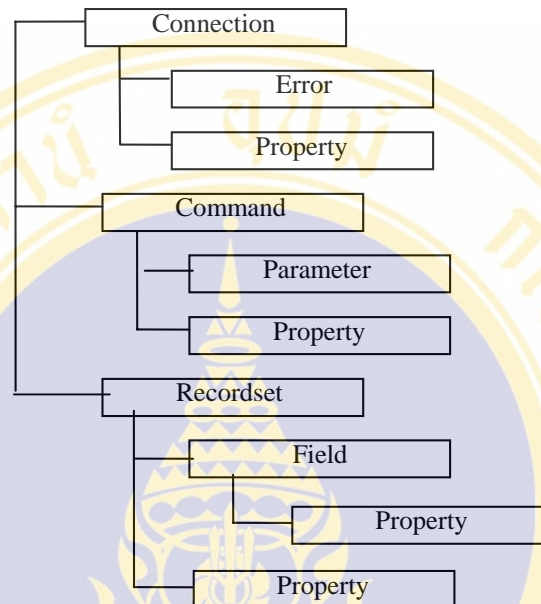 Connection
Error
Property
Command
Parameter
Property
Recordset
Field
Property
Property